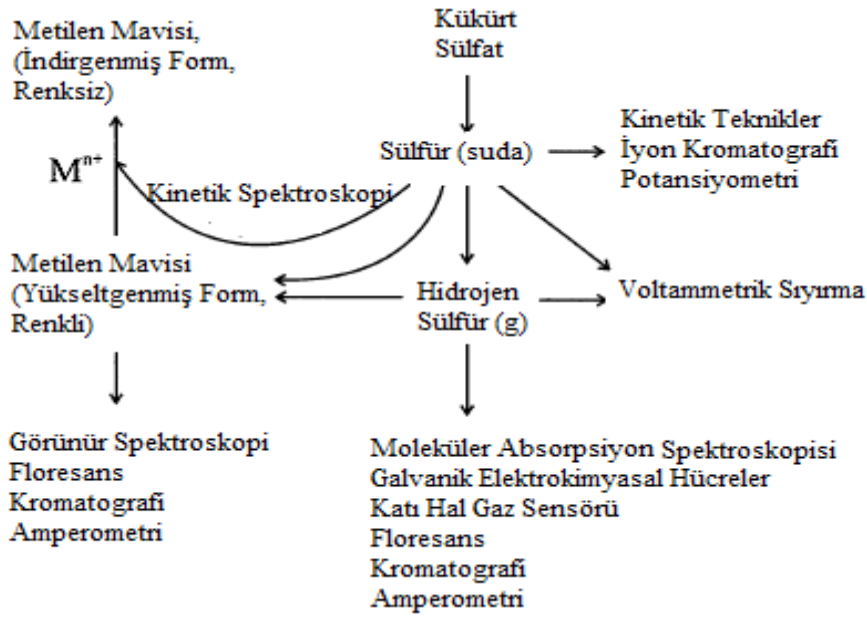 Metilen Mavisi,
(İndirgenmiş Form,
Renksiz)
Kükürt
Sülfat
Sülfür (suda)
Kinetik Teknikler
İyon Kromatografi
Potansiyometri
Mⁿ⁺
Kinetik Spektroskopi
Metilen Mavisi
(Yükseltgenmiş Form,
Renkli)
Hidrojen
Sülfür (g)
Voltammetrik Sıyırma
Görünür Spektroskopi
Floresans
Kromatografi
Amperometri
Moleküler Absorpsiyon Spektroskopisi
Galvanik Elektrokimyasal Hücreler
Katı Hal Gaz Sensörü
Floresans
Kromatografi
Amperometri